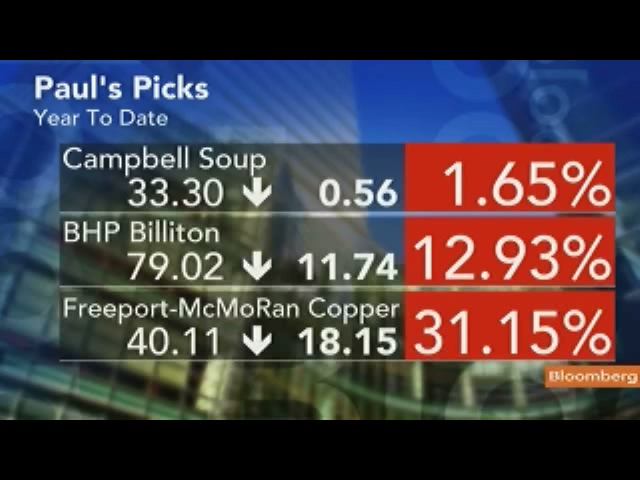 Paul's Picks
Year To Date
Campbell Soup
33.30 ↓ 0.56 1.65%
BHP Billiton
79.02 ↓ 11.74 12.93%
Freeport-McMoRan Copper
40.11 ↓ 18.15 31.15%
Bloomberg